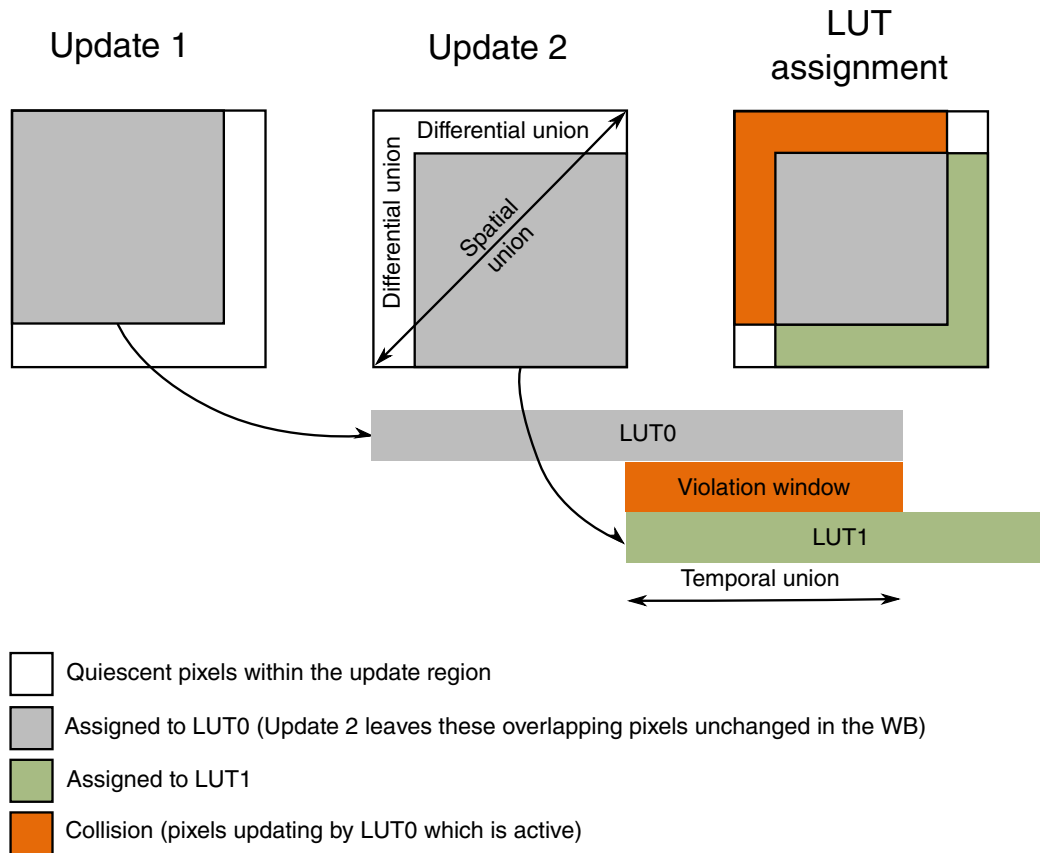 Update 1
Update 2
LUT
assignment
Differential union
Differential union
Spatial
union
LUT0
Violation window
LUT1
Temporal union
Quiescent pixels within the update region
Assigned to LUT0 (Update 2 leaves these overlapping pixels unchanged in the WB)
Assigned to LUT1
Collision (pixels updating by LUT0 which is active)